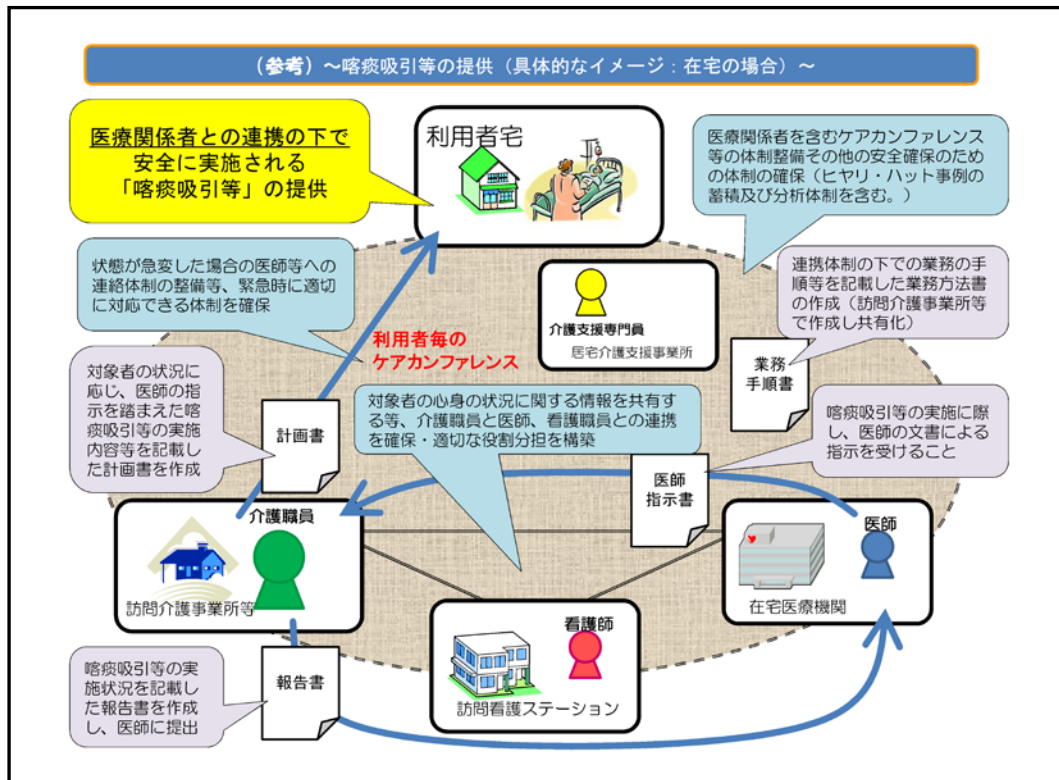 （参考）～喀痰吸引等の提供（具体的なイメージ：在宅の場合）～
医療関係者との連携の下で
安全に実施される
「喀痰吸引等」の提供
利用者宅
医療関係者を含むケアカンファレンス
等の体制整備その他の安全確保のため
の体制の確保（ヒヤリ・ハット事例の
蓄積及び分析体制を含む。）
状態が急変した場合の医師等への
連絡体制の整備等、緊急時に適切
に対応できる体制を確保
利用者毎の
ケアカンファレンス
介護支援専門員
居宅介護支援事業所
連携体制の下での業務の手
順等を記載した業務方法書
の作成（訪問介護事業所等
で作成し共有化）
業務
手順書
対象者の状況に
応じ、医師の指
示を踏まえた喀
痰吸引等の実施
内容等を記載し
た計画書を作成
計画書
対象者の心身の状況に関する情報を共有す
る等、介護職員と医師、看護職員との連携
を確保・適切な役割分担を構築
喀痰吸引等の実施に際
し、医師の文書による
指示を受けること
医師
指示書
介護職員
訪問介護事業所等
医師
在宅医療機関
看護師
訪問看護ステーション
喀痰吸引等の実
施状況を記載し
た報告書を作成
し、医師に提出
報告書